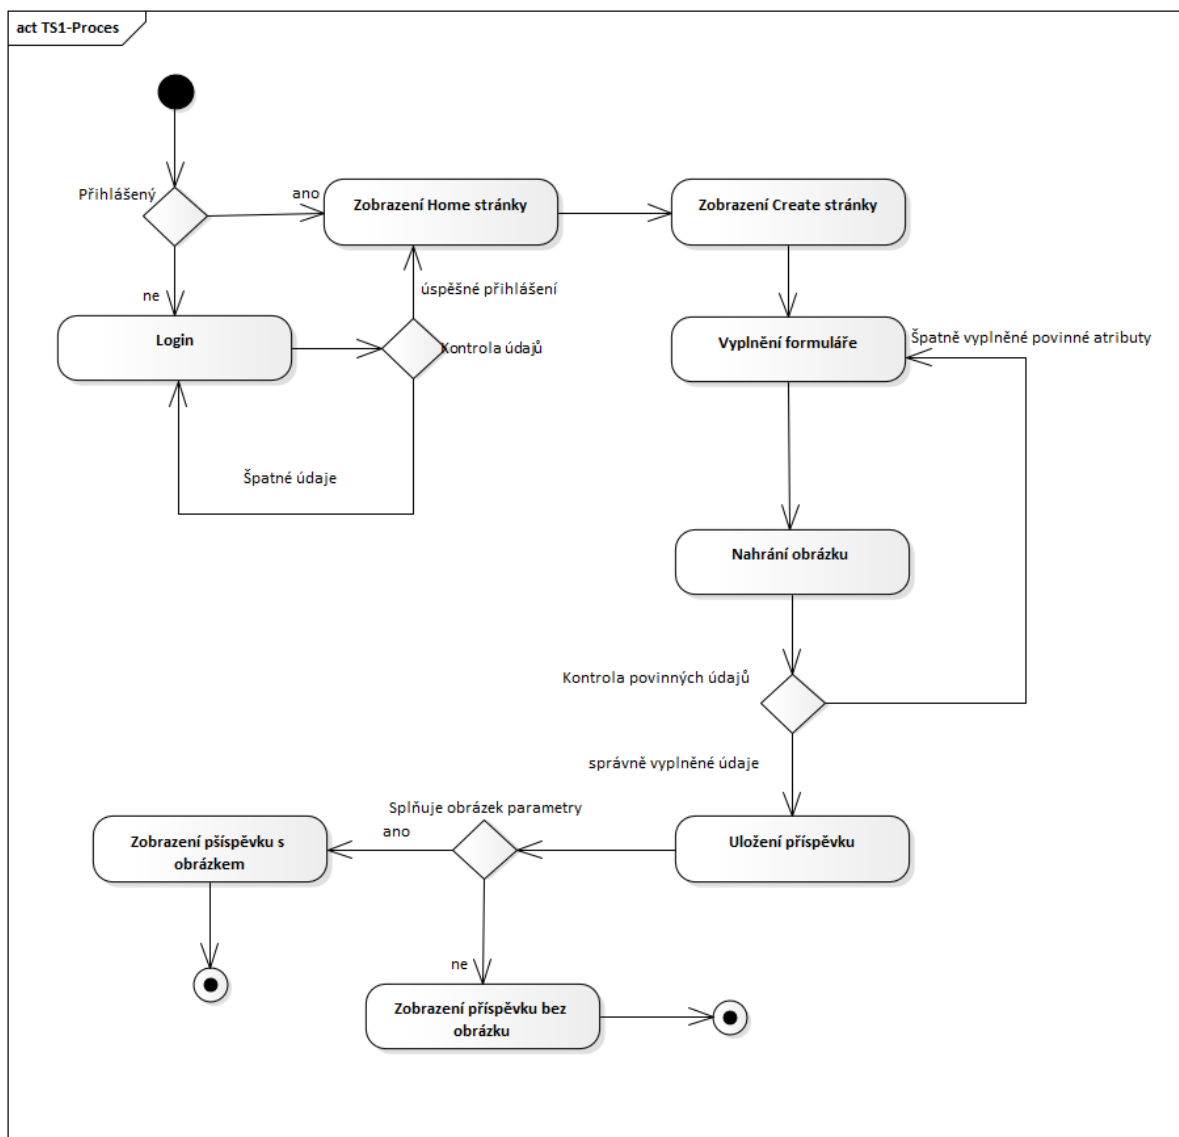 act TS1-Proces
Přihlášený
ano
Zobrazení Home stránky
Zobrazení Create stránky
úspěšné přihlášení
ne
Login
Kontrola údajů
Vyplnění formuláře
Špatně vyplněné povinné atributy
Špatné údaje
Nahrání obrázku
Kontrola povinných údajů
správně vyplněné údaje
Splňuje obrázek parametry
ano
Zobrazení pšíspěvku s
obrázkem
Uložení příspěvku
ne
Zobrazení příspěvku bez
obrázku